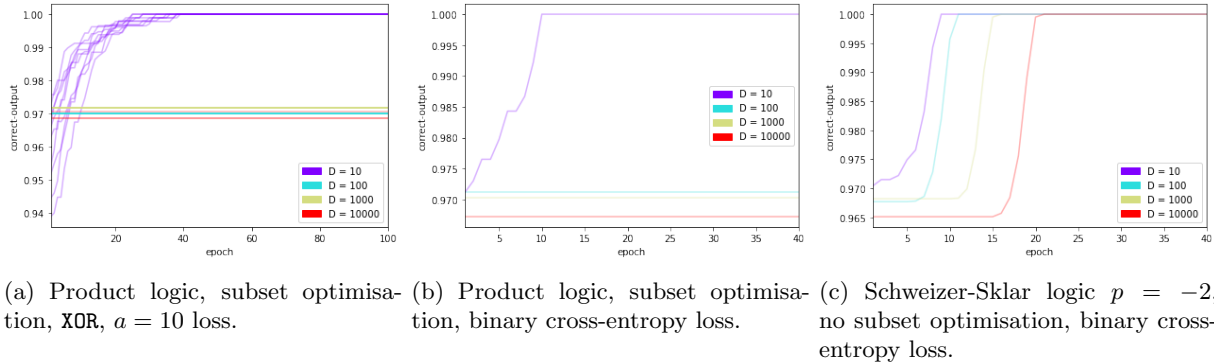 1.00
0.99
0.98
0.97
0.96
0.95
0.94
correct-output
20 40 60 80 100
epoch
D = 10
D = 100
D = 1000
D = 10000
1.000
0.995
0.990
0.985
0.980
0.975
0.970
correct-output
5 10 15 20 25 30 35 40
epoch
D = 10
D = 100
D = 1000
D = 10000
1.000
0.995
0.990
0.985
0.980
0.975
0.970
0.965
correct-output
5 10 15 20 25 30 35 40
epoch
D = 10
D = 100
D = 1000
D = 10000
(a) Product logic, subset optimisa-
tion, XOR, a = 10 loss.
(b) Product logic, subset optimisa-
tion, binary cross-entropy loss.
(c) Schweizer-Sklar logic p = −2,
no subset optimisation, binary cross-
entropy loss.